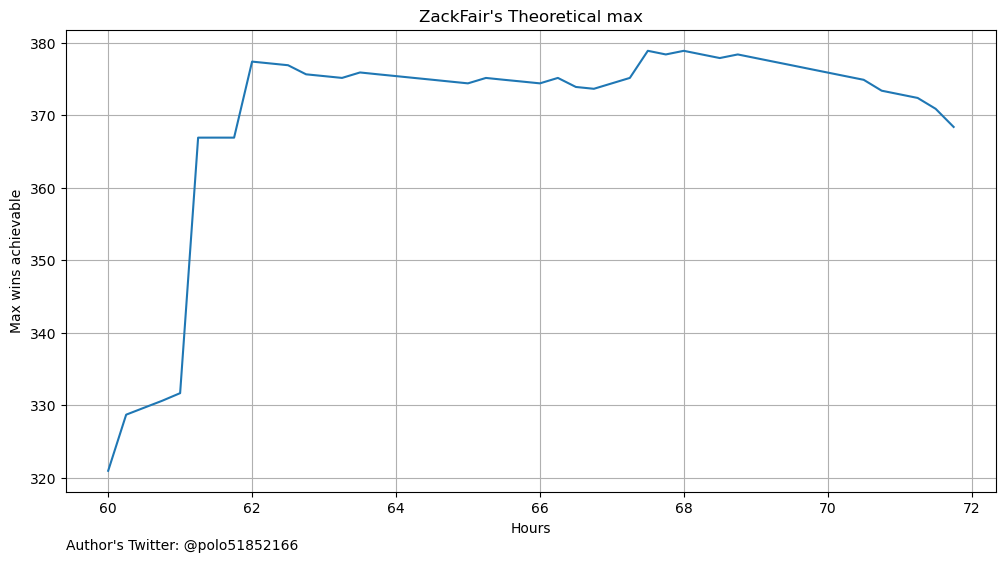 ZackFair's Theoretical max
380
370
360
350
340
330
320
Max wins achievable
60 62 64 66 68 70 72
Hours
Author's Twitter: @polo51852166